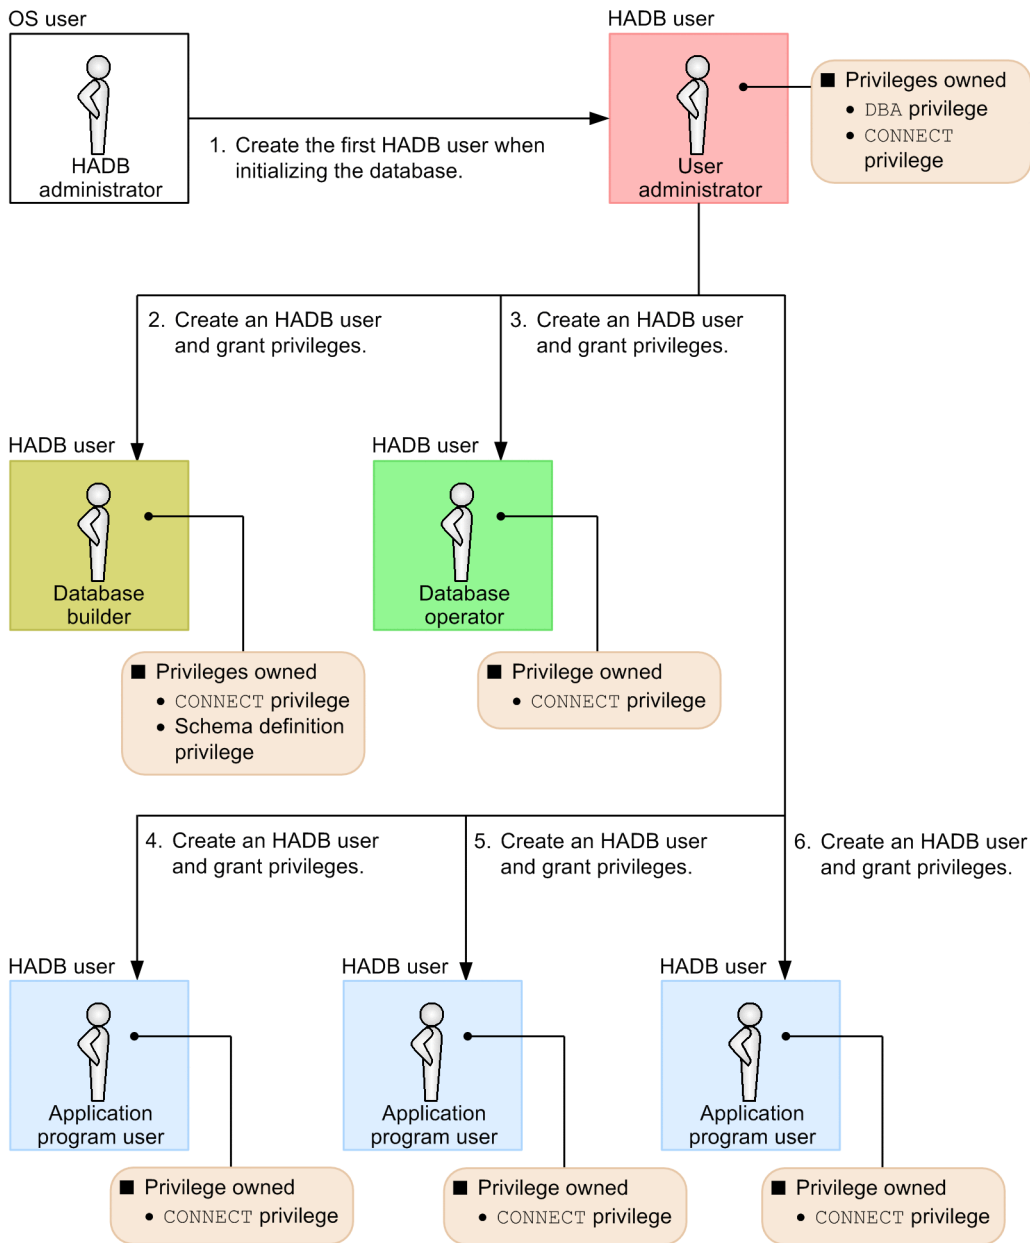 OS user
HADB administrator
1. Create the first HADB user when
initializing the database.
HADB user
User administrator
■ Privileges owned
• DBA privilege
• CONNECT
privilege
2. Create an HADB user
and grant privileges.
3. Create an HADB user
and grant privileges.
HADB user
Database
builder
■ Privileges owned
• CONNECT privilege
• Schema definition
privilege
HADB user
Database
operator
■ Privilege owned
• CONNECT privilege
4. Create an HADB user
and grant privileges.
5. Create an HADB user
and grant privileges.
6. Create an HADB user
and grant privileges.
HADB user
Application
program user
■ Privilege owned
• CONNECT privilege
HADB user
Application
program user
■ Privilege owned
• CONNECT privilege
HADB user
Application
program user
■ Privilege owned
• CONNECT privilege